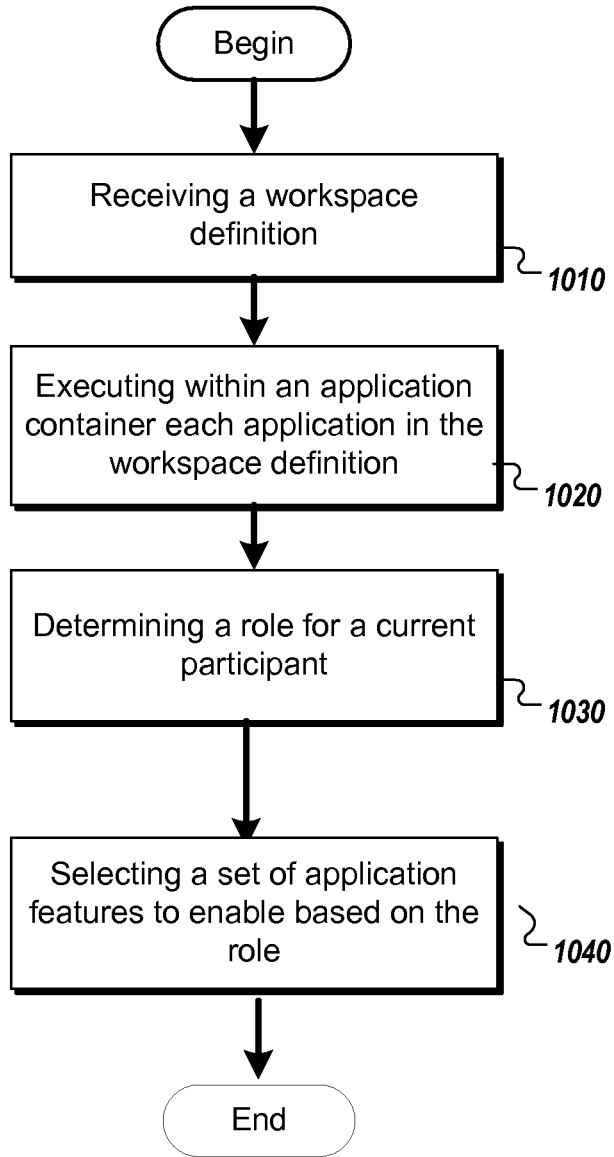 Begin
Receiving a workspace
definition
1010
Executing within an application
container each application in the
workspace definition
1020
Determining a role for a current
participant
1030
Selecting a set of application
features to enable based on the
role
1040
End